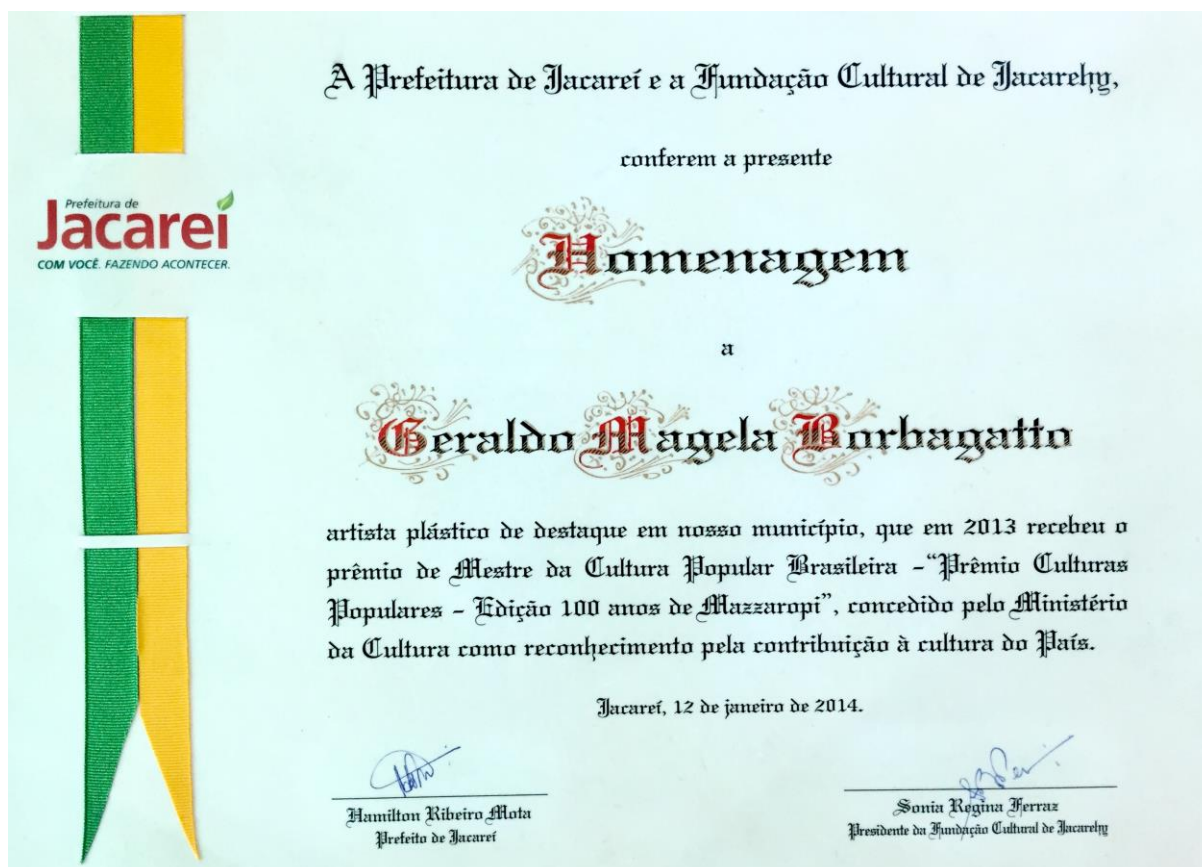 A Prefeitura de Jacareí e a Fundação Cultural de Jacarehy,
conferem a presente
Prefeitura de
Jacareí
COM VOCÊ. FAZENDO ACONTECER.
Homenagem
a
Geraldo Magela Borbagatto
artista plástico de destaque em nosso município, que em 2013 recebeu o
prêmio de Mestre da Cultura Popular Brasileira -“Prêmio Culturas
Populares - Edição 100 anos de Mazzaropi”, concedido pelo Ministério
da Cultura como reconhecimento pela contribuição à cultura do País.
Jacareí, 12 de janeiro de 2014.
Hamilton Ribeiro Mota
Prefeito de Jacareí
Sonia Regina Ferraz
Presidente da Fundação Cultural de Jacarehy